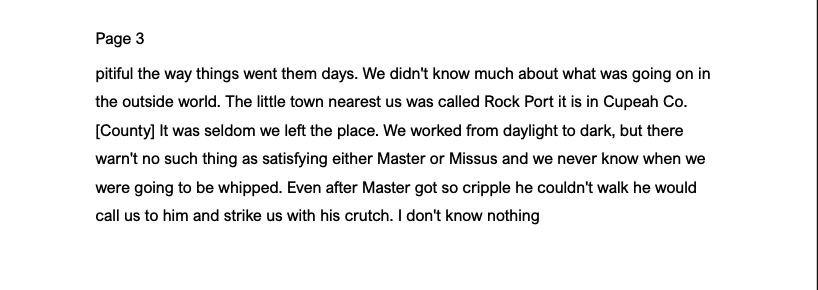 Page 3
pitiful the way things went them days. We didn't know much about what was going on in
the outside world. The little town nearest us was called Rock Port it is in Cupeah Co.
[County] It was seldom we left the place. We worked from daylight to dark, but there
warn't no such thing as satisfying either Master or Missus and we never know when we
were going to be whipped. Even after Master got so cripple he couldn't walk he would
call us to him and strike us with his crutch. I don't know nothing